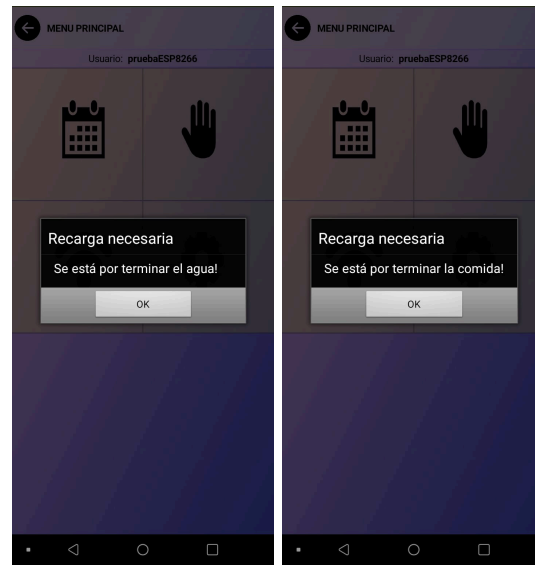 MENU PRINCIPAL
Usuario: pruebaESP8266
Recarga necesaria
Se está por terminar el agua!
OK
MENU PRINCIPAL
Usuario: pruebaESP8266
Recarga necesaria
Se está por terminar la comida!
OK